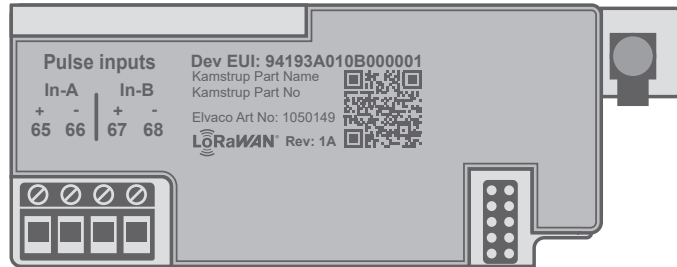 Pulse inputs
In-A In-B
+ - + -
65 66 67 68
Dev EUI: 94193A010B000001
Kamstrup Part Name
Kamstrup Part No
Elvaco Art No: 1050149
LoRaWAN® Rev: 1A